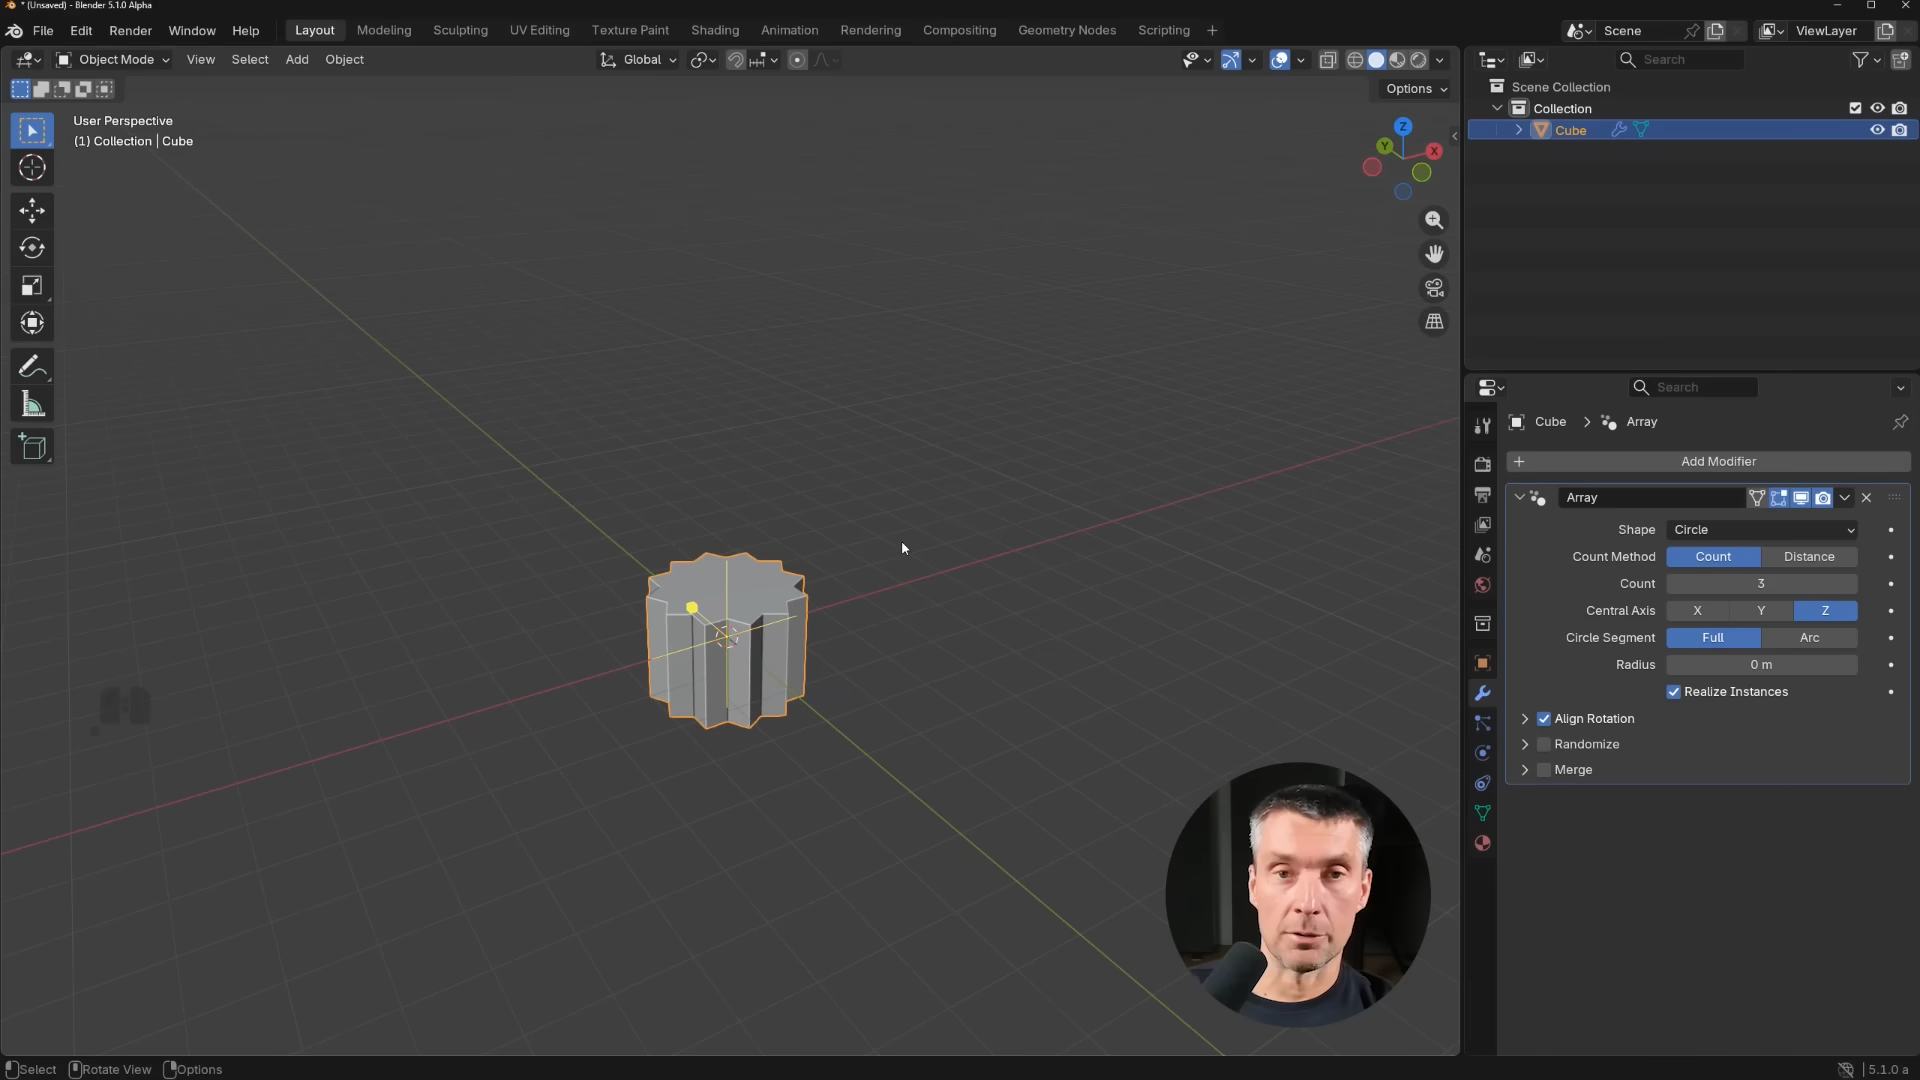 * (Unsaved) - Blender 5.1.0 Alpha
File Edit Render Window Help Layout Modeling Sculpting UV Editing Texture Paint Shading Animation Rendering Compositing Geometry Nodes Scripting + Scene ViewLayer
Object Mode View Select Add Object Global Search
Options
User Perspective
(1) Collection | Cube
Z
Y
X
Scene Collection
Collection
Cube
Search
Cube > Array
+ Add Modifier
Array
Shape Circle
Count Method Count Distance
Count 3
Central Axis X Y Z
Circle Segment Full Arc
Radius 0 m
Realize Instances
Align Rotation
Randomize
Merge
Select Rotate View Options 5.1.0 a